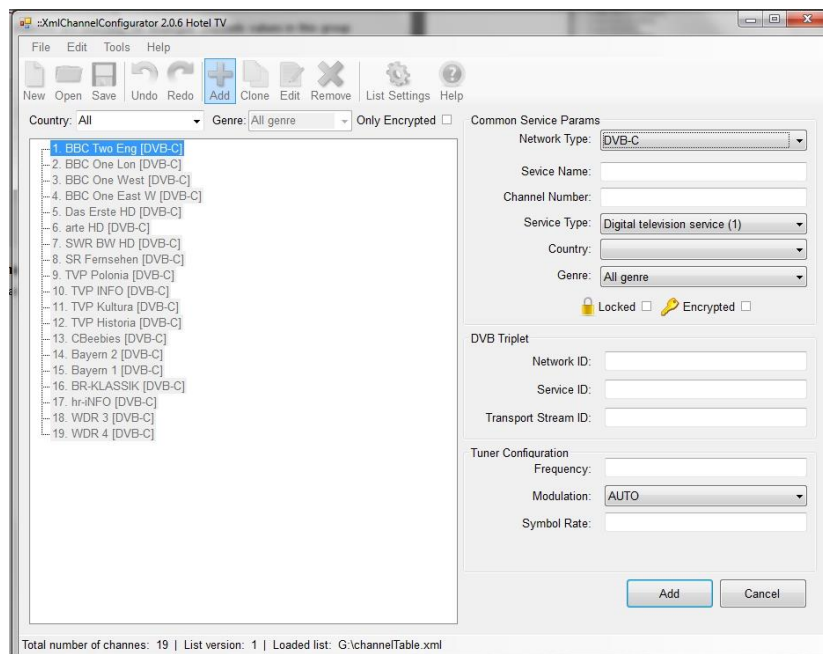 ::XmlChannelConfigurator 2.0.6 Hotel TV
File Edit Tools Help
New Open Save Undo Redo Add Clone Edit Remove List Settings Help
Country: All Genre: All genre Only Encrypted
1. BBC Two Eng [DVB-C]
2. BBC One Lon [DVB-C]
3. BBC One West [DVB-C]
4. BBC One East W [DVB-C]
5. Das Erste HD [DVB-C]
6. arte HD [DVB-C]
7. SWR BW HD [DVB-C]
8. SR Fernsehen [DVB-C]
9. TVP Polonia [DVB-C]
10. TVP INFO [DVB-C]
11. TVP Kultura [DVB-C]
12. TVP Historia [DVB-C]
13. CBeebies [DVB-C]
14. Bayern 2 [DVB-C]
15. Bayern 1 [DVB-C]
16. BR-KLASSIK [DVB-C]
17. hr-iNFO [DVB-C]
18. WDR 3 [DVB-C]
19. WDR 4 [DVB-C]
Common Service Params
Network Type: DVB-C
Sevice Name:
Channel Number:
Service Type: Digital television service (1)
Country:
Genre: All genre
Locked Encrypted
DVB Triplet
Network ID:
Service ID:
Transport Stream ID:
Tuner Configuration
Frequency:
Modulation: AUTO
Symbol Rate:
Add Cancel
Total number of channes: 19 | List version: 1 | Loaded list: G:\channelTable.xml